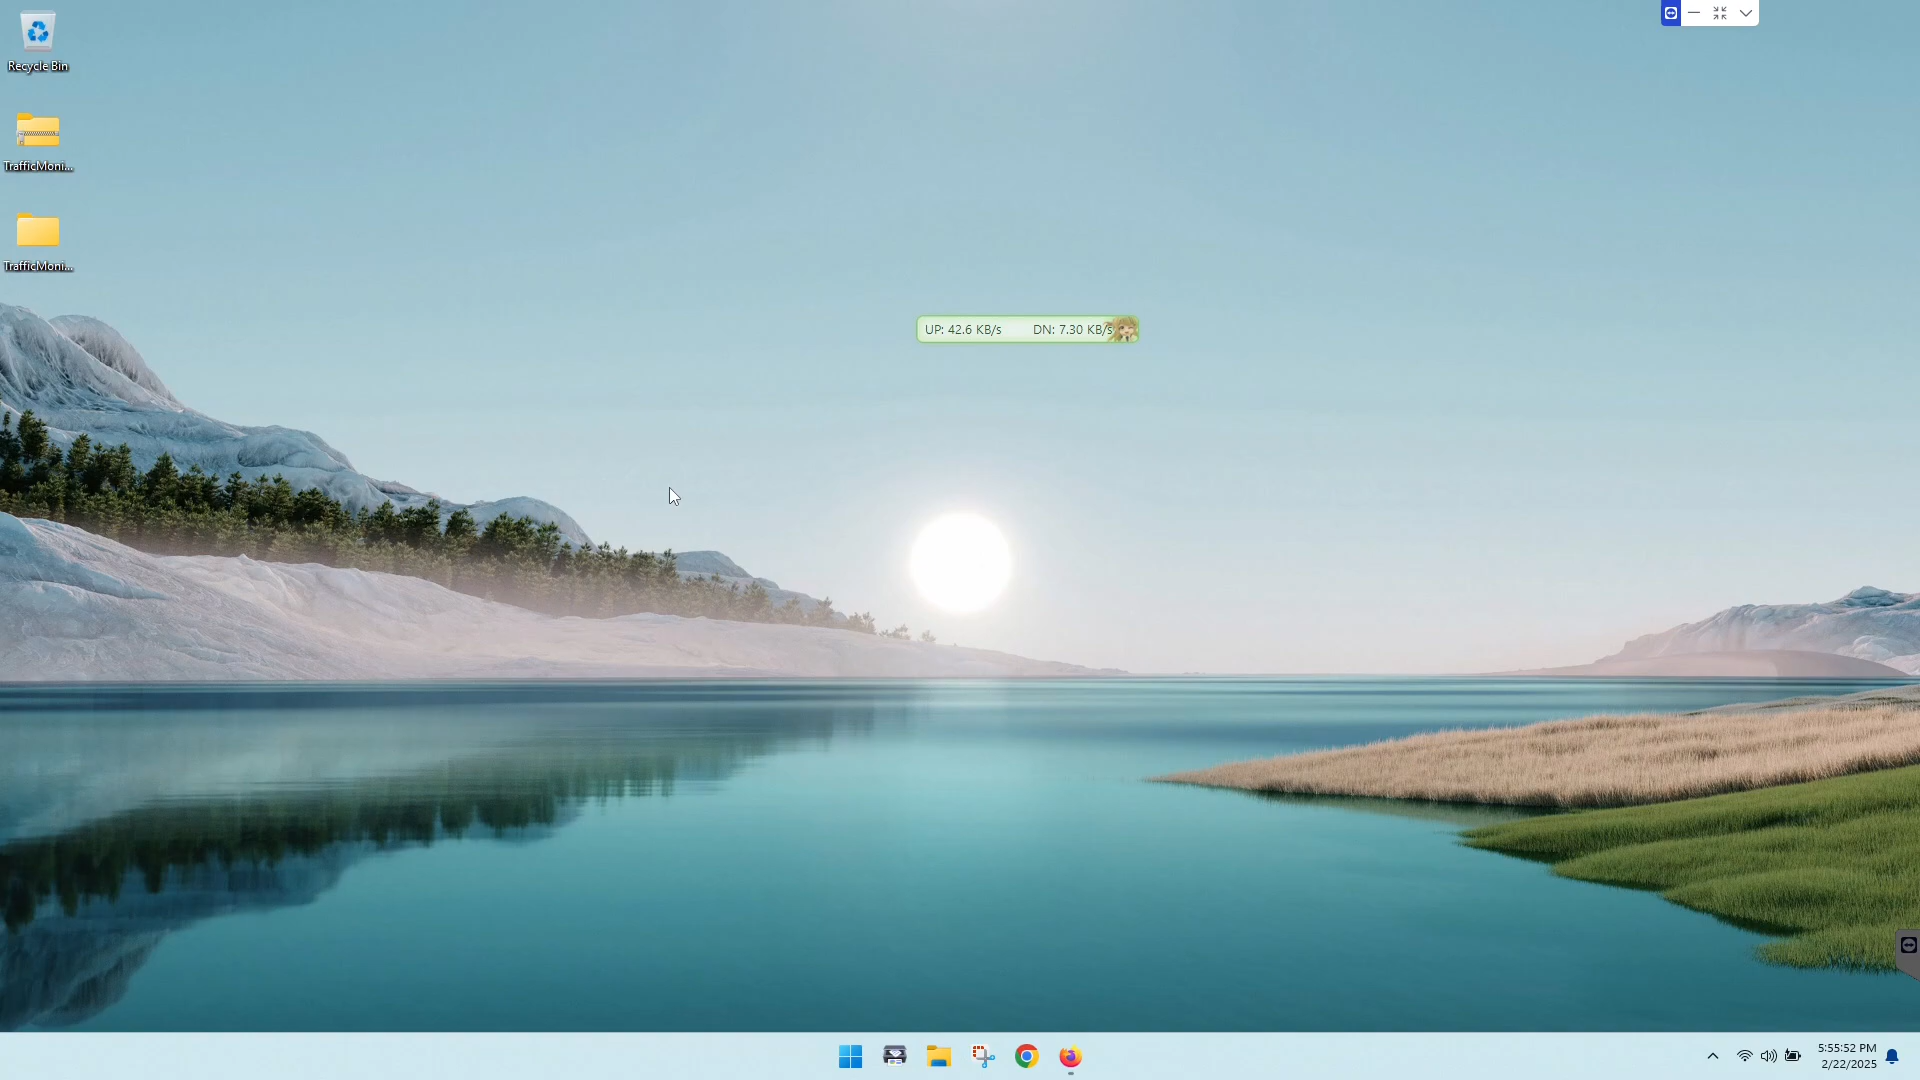 Recycle Bin
TrafficMoni...
TrafficMoni...
UP: 42.6 KB/s DN: 7.30 KB/s
5:55:52 PM
2/22/2025